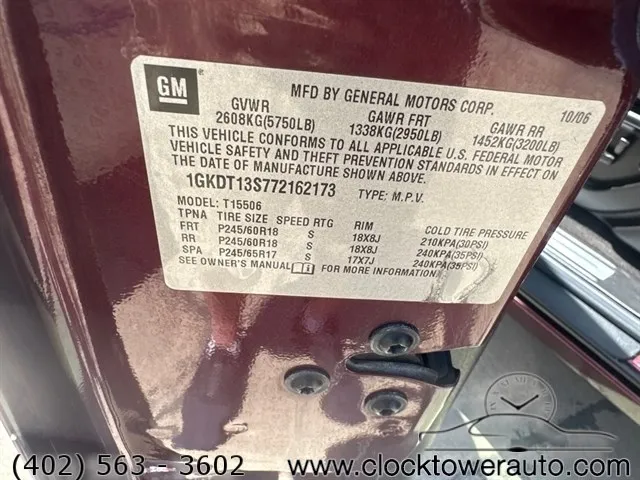 GM
MFD BY GENERAL MOTORS CORP. 10/06
GVWR GAWR FRT GAWR RR
2608KG(5750LB) 1338KG(2950LB) 1452KG(3200LB)
THIS VEHICLE CONFORMS TO ALL APPLICABLE U.S. FEDERAL MOTOR
VEHICLE SAFETY AND THEFT PREVENTION STANDARDS IN EFFECT ON
THE DATE OF MANUFACTURE SHOWN ABOVE.
1GKDT13S772162173 TYPE: M.P.V.
MODEL: T15506
TPNA TIRE SIZE SPEED RTG RIM COLD TIRE PRESSURE
FRT P245/60R18 S 18X8J 210KPA(30PSI)
RR P245/60R18 S 18X8J 240KPA(35PSI)
SPA P245/65R17 S 17X7J 240KPA(35PSI)
SEE OWNER'S MANUAL FOR MORE INFORMATION
(402) 563 - 3602 www.clocktowerauto.com